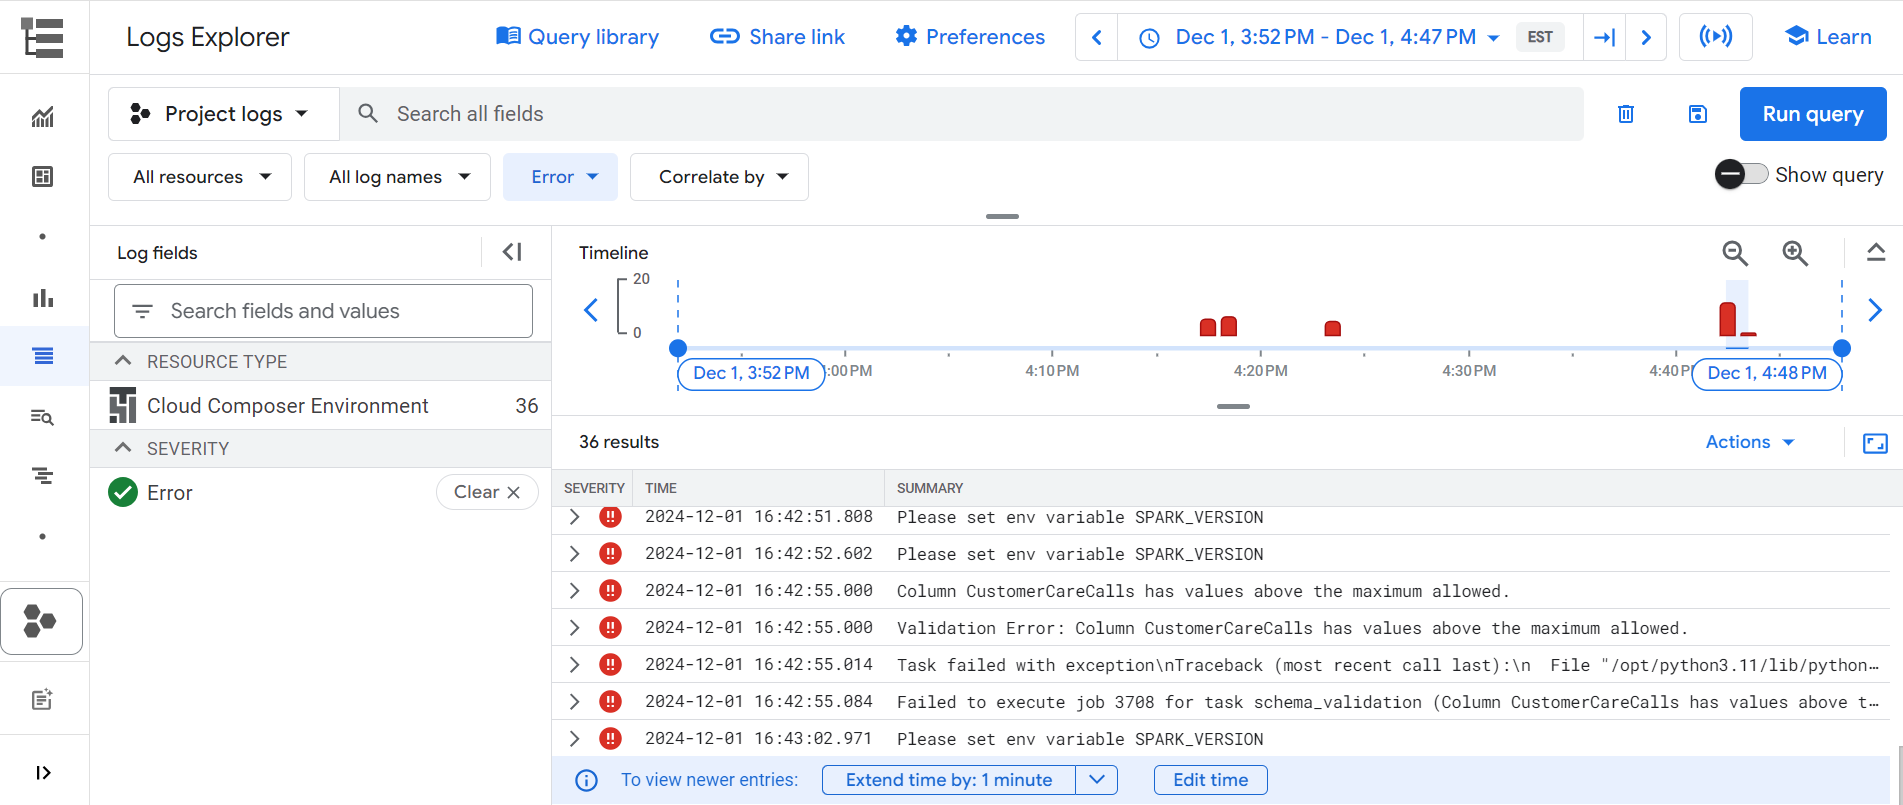 Logs Explorer
Query library
Share link
Preferences
Dec 1, 3:52 PM - Dec 1, 4:47 PM
EST
Learn
Project logs
Search all fields
Run query
All resources
All log names
Error
Correlate by
Show query
Log fields
Search fields and values
RESOURCE TYPE
Cloud Composer Environment 36
SEVERITY
Error
Clear
Timeline
20
0
:00 PM
4:10 PM
4:20 PM
4:30 PM
4:40 P
Dec 1, 3:52 PM
Dec 1, 4:48 PM
36 results
Actions
SEVERITY TIME SUMMARY
2024-12-01 16:42:51.808 Please set env variable SPARK_VERSION
2024-12-01 16:42:52.602 Please set env variable SPARK_VERSION
2024-12-01 16:42:55.000 Column CustomerCareCalls has values above the maximum allowed.
2024-12-01 16:42:55.000 Validation Error: Column CustomerCareCalls has values above the maximum allowed.
2024-12-01 16:42:55.014 Task failed with exception\nTraceback (most recent call last):\n  File "/opt/python3.11/lib/python…
2024-12-01 16:42:55.084 Failed to execute job 3708 for task schema_validation (Column CustomerCareCalls has values above t…
2024-12-01 16:43:02.971 Please set env variable SPARK_VERSION
To view newer entries:
Extend time by: 1 minute
Edit time